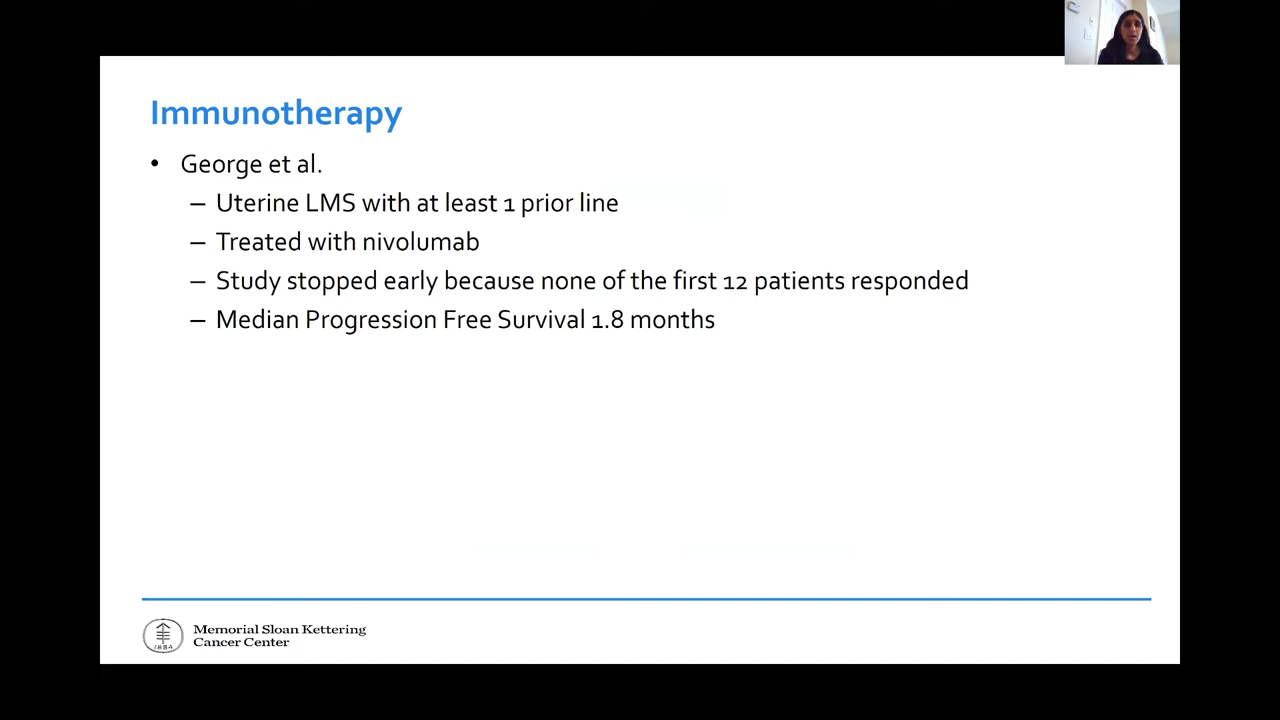 Immunotherapy
• George et al.
– Uterine LMS with at least 1 prior line
– Treated with nivolumab
– Study stopped early because none of the first 12 patients responded
– Median Progression Free Survival 1.8 months
1884
Memorial Sloan Kettering
Cancer Center